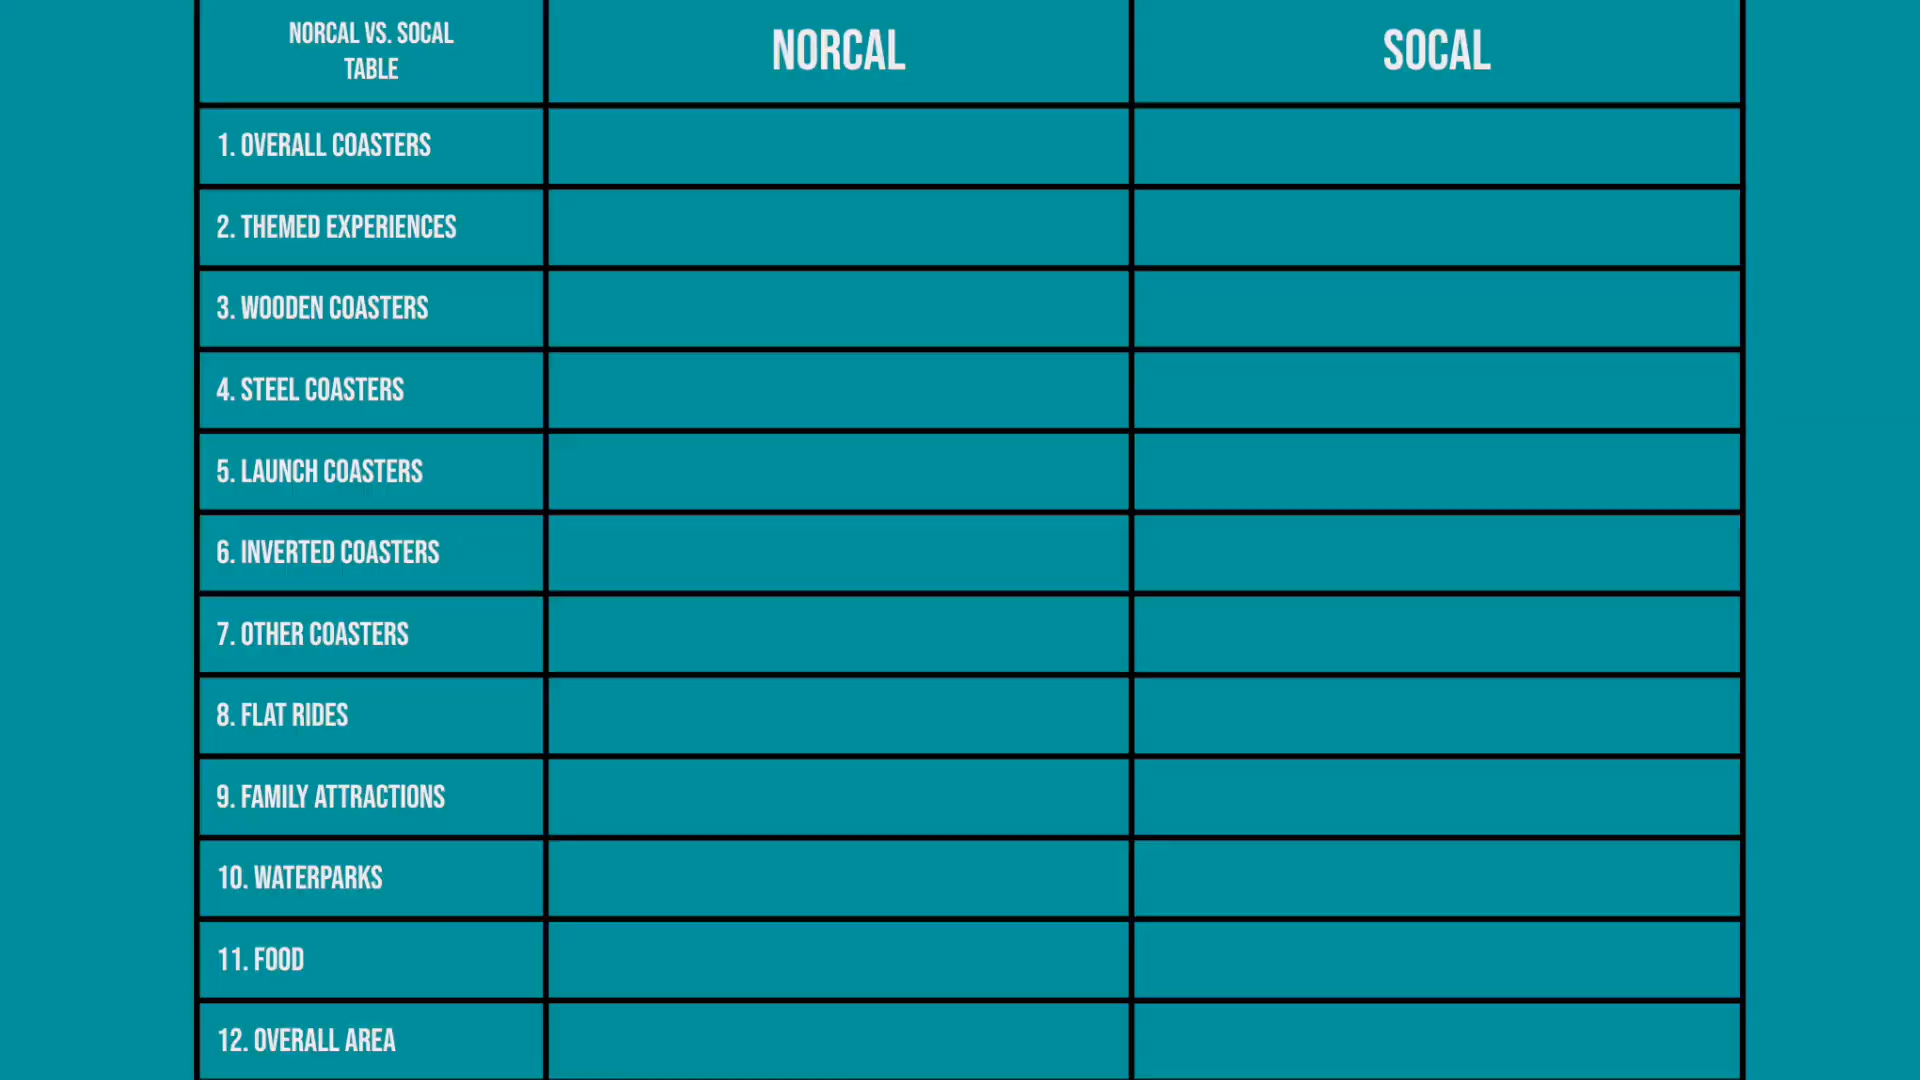 NORCAL VS. SOCAL
TABLE
NORCAL
SOCAL
1. OVERALL COASTERS
2. THEMED EXPERIENCES
3. WOODEN COASTERS
4. STEEL COASTERS
5. LAUNCH COASTERS
6. INVERTED COASTERS
7. OTHER COASTERS
8. FLAT RIDES
9. FAMILY ATTRACTIONS
10. WATERPARKS
11. FOOD
12. OVERALL AREA